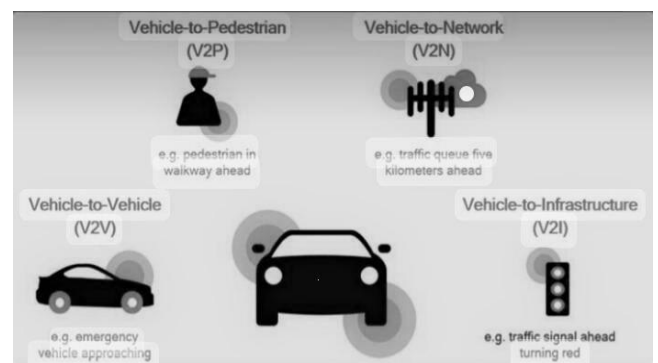 Vehicle-to-Pedestrian
(V2P)
Vehicle-to-Network
(V2N)
e.g. pedestrian in
walkway ahead
e.g. traffic queue five
kilometers ahead
Vehicle-to-Vehicle
(V2V)
Vehicle-to-Infrastructure
(V2I)
e.g. emergency
vehicle approaching
e.g. traffic signal ahead
turning red